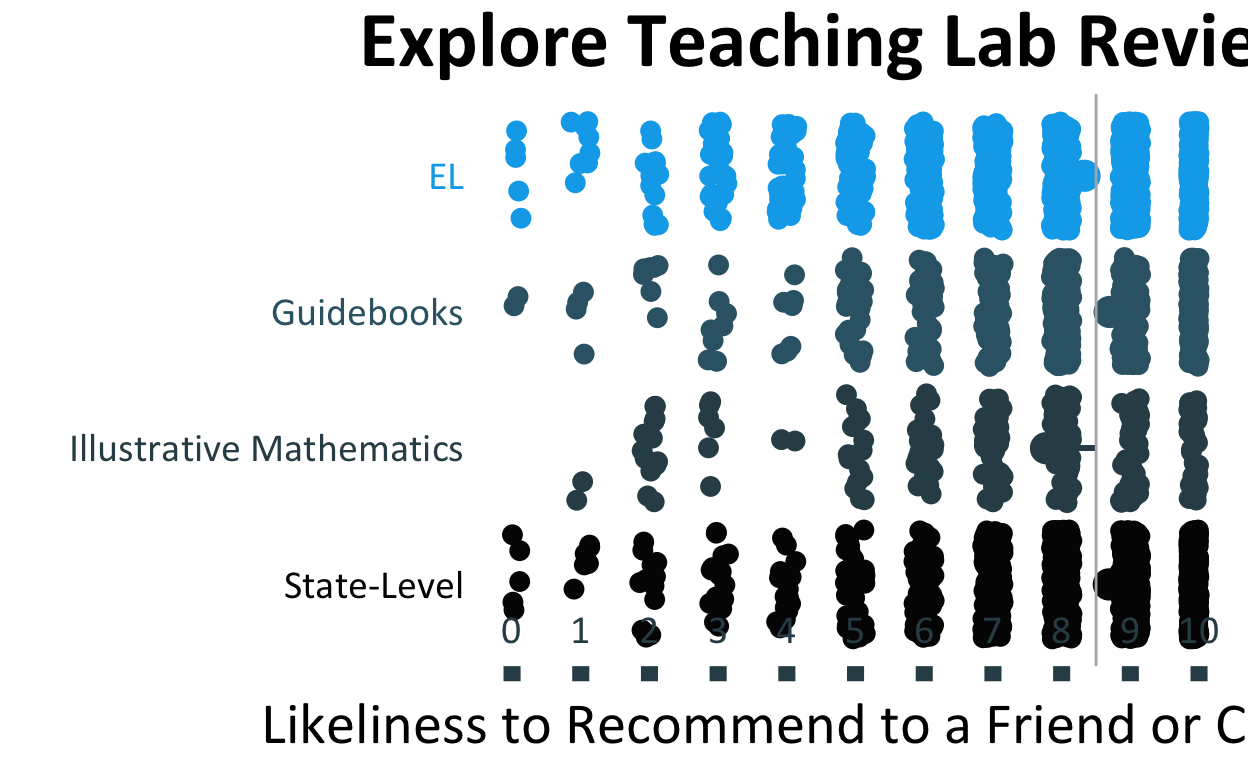 Explore Teaching Lab Revie
EL
Guidebooks
Illustrative Mathematics
State-Level
0 1 2 3 4 5 6 7 8 9 10
Likeliness to Recommend to a Friend or C